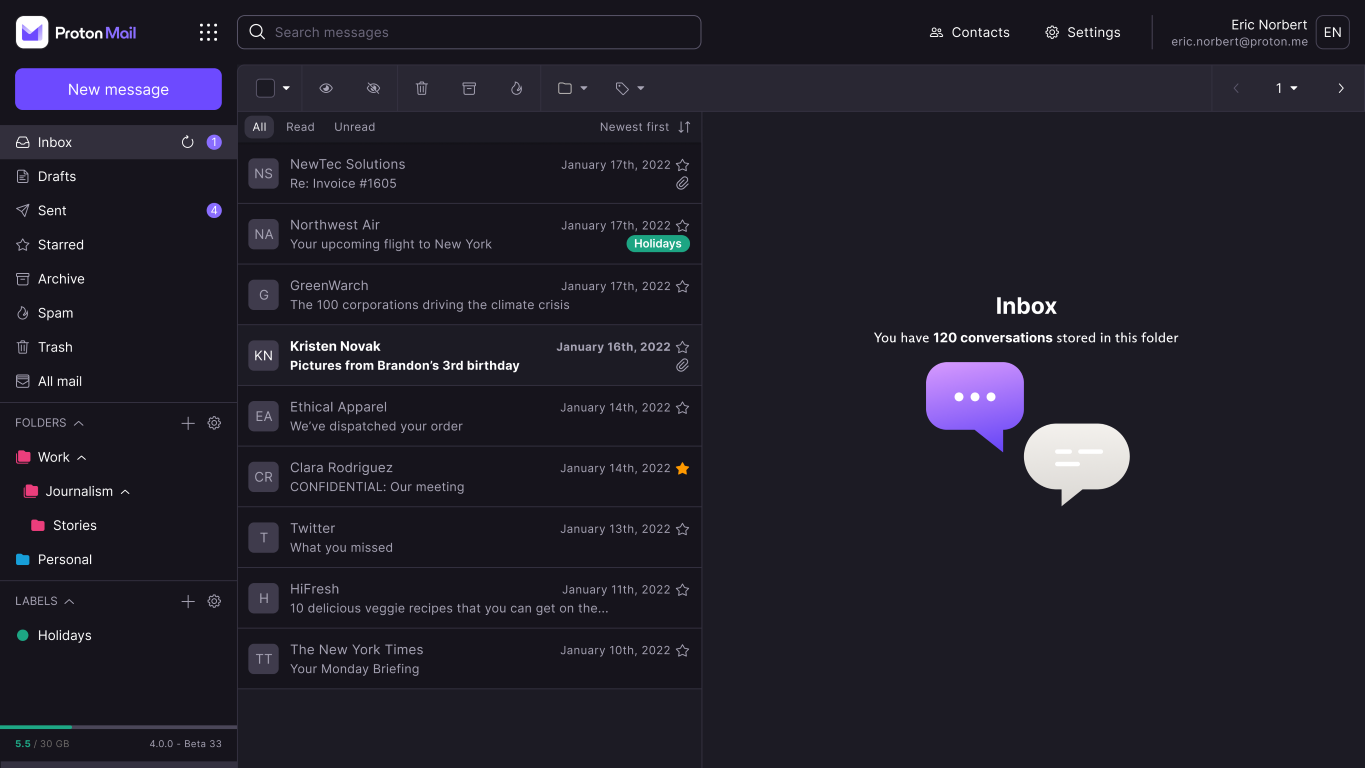 Proton Mail
Search messages
Contacts
Settings
Eric Norbert
eric.norbert@proton.me
EN
New message
1
Inbox
1
Drafts
Sent
4
Starred
Archive
Spam
Trash
All mail
FOLDERS
Work
Journalism
Stories
Personal
LABELS
Holidays
5.5 / 30 GB
4.0.0 - Beta 33
All
Read
Unread
Newest first
NS
NewTec Solutions
January 17th, 2022
Re: Invoice #1605
NA
Northwest Air
January 17th, 2022
Your upcoming flight to New York
Holidays
G
GreenWarch
January 17th, 2022
The 100 corporations driving the climate crisis
KN
Kristen Novak
January 16th, 2022
Pictures from Brandon’s 3rd birthday
EA
Ethical Apparel
January 14th, 2022
We’ve dispatched your order
CR
Clara Rodriguez
January 14th, 2022
CONFIDENTIAL: Our meeting
T
Twitter
January 13th, 2022
What you missed
H
HiFresh
January 11th, 2022
10 delicious veggie recipes that you can get on the...
TT
The New York Times
January 10th, 2022
Your Monday Briefing
Inbox
You have 120 conversations stored in this folder